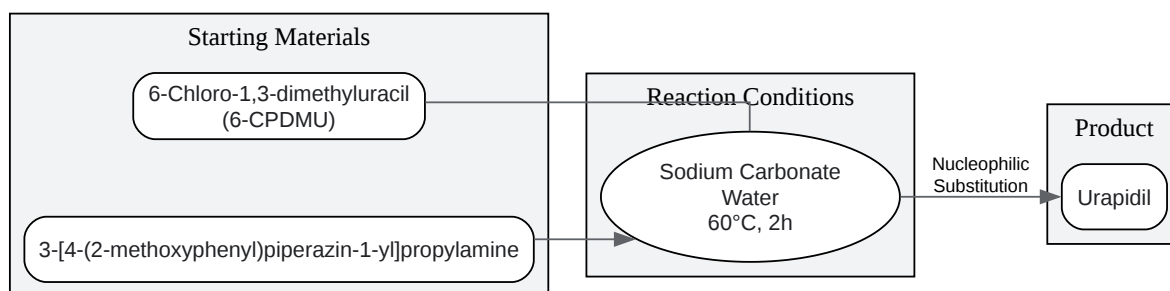 Starting Materials
6-Chloro-1,3-dimethyluracil
(6-CPDMU)
3-[4-(2-methoxyphenyl)piperazin-1-yl]propylamine
Reaction Conditions
Sodium Carbonate
Water
60°C, 2h
Nucleophilic
Substitution
Product
Urapidil